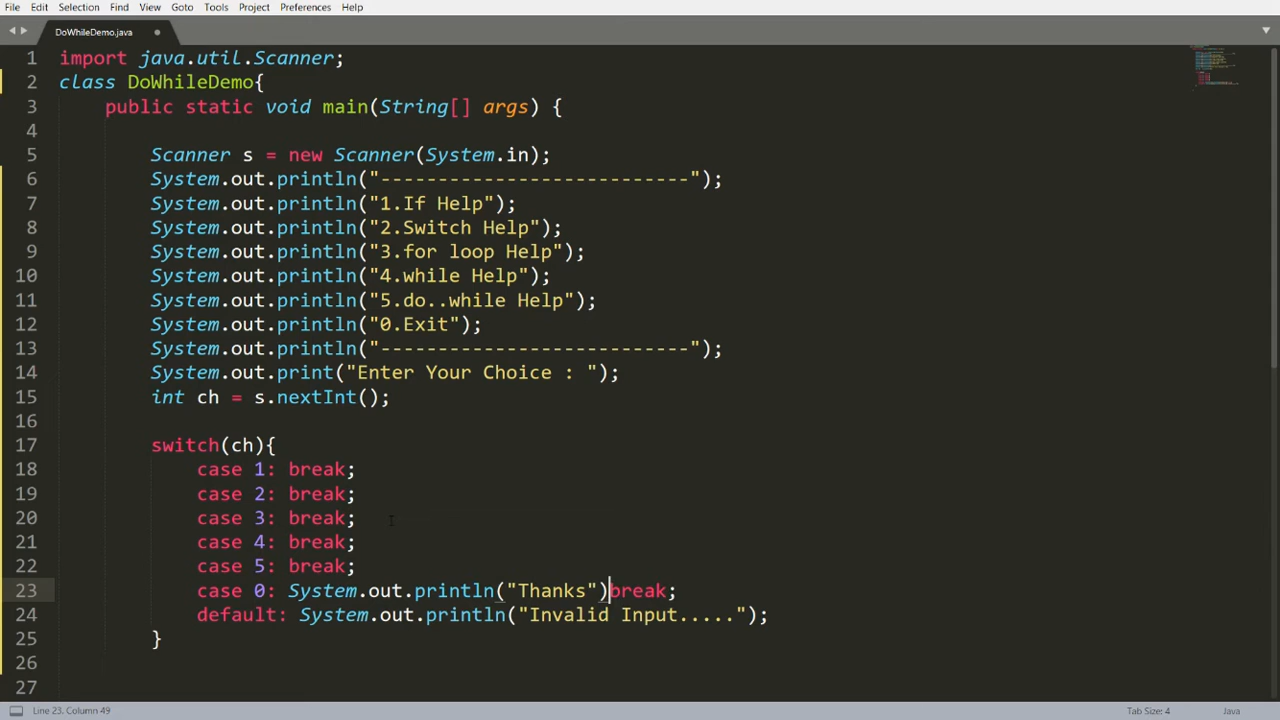 File Edit Selection Find View Goto Tools Project Preferences Help
DoWhileDemo.java
1 import java.util.Scanner;
2 class DoWhileDemo{
3 public static void main(String[] args) {
4
5 Scanner s = new Scanner(System.in);
6 System.out.println("---------------------------");
7 System.out.println("1.If Help");
8 System.out.println("2.Switch Help");
9 System.out.println("3.for loop Help");
10 System.out.println("4.while Help");
11 System.out.println("5.do..while Help");
12 System.out.println("0.Exit");
13 System.out.println("---------------------------");
14 System.out.print("Enter Your Choice : ");
15 int ch = s.nextInt();
16
17 switch(ch){
18 case 1: break;
19 case 2: break;
20 case 3: break;
21 case 4: break;
22 case 5: break;
23 case 0: System.out.println("Thanks")break;
24 default: System.out.println("Invalid Input.....");
25 }
26
27
Line 23, Column 49 Tab Size: 4 Java